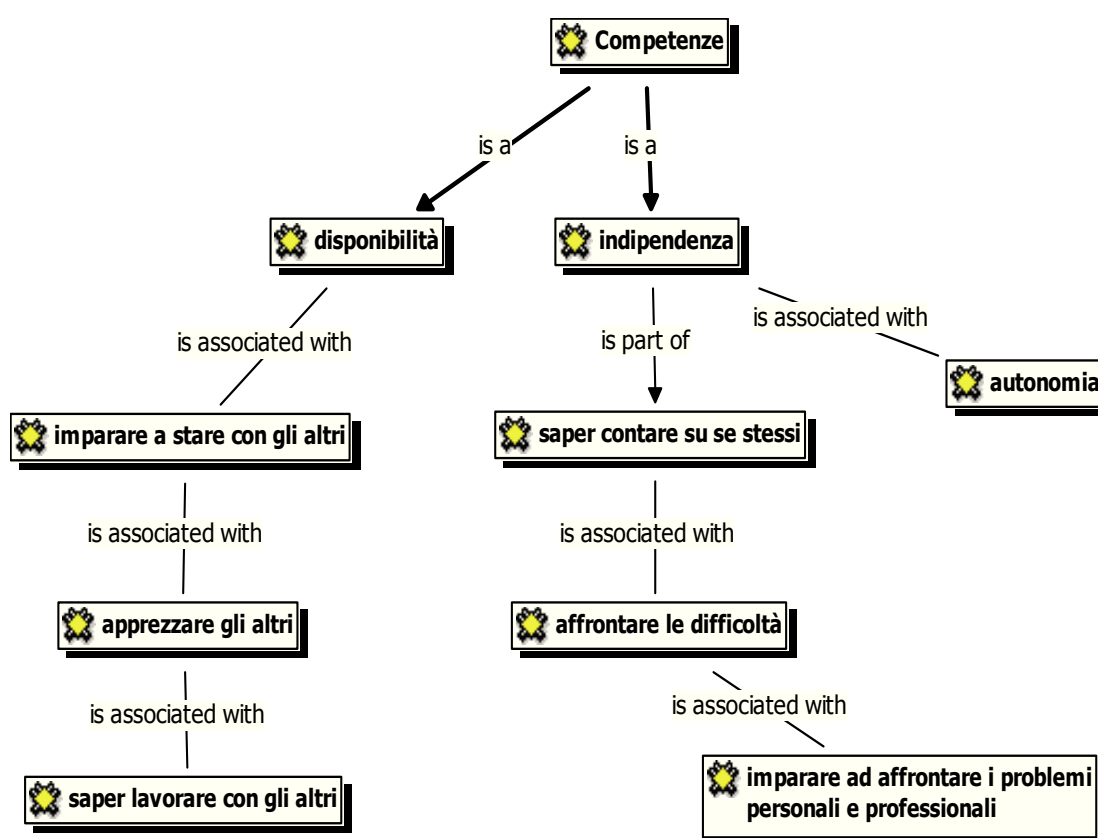 Competenze
is a
is a
disponibilità
indipendenza
is associated with
is associated with
is part of
autonomia
imparare a stare con gli altri
saper contare su se stessi
is associated with
is associated with
apprezzare gli altri
affrontare le difficoltà
is associated with
is associated with
saper lavorare con gli altri
imparare ad affrontare i problemi
personali e professionali